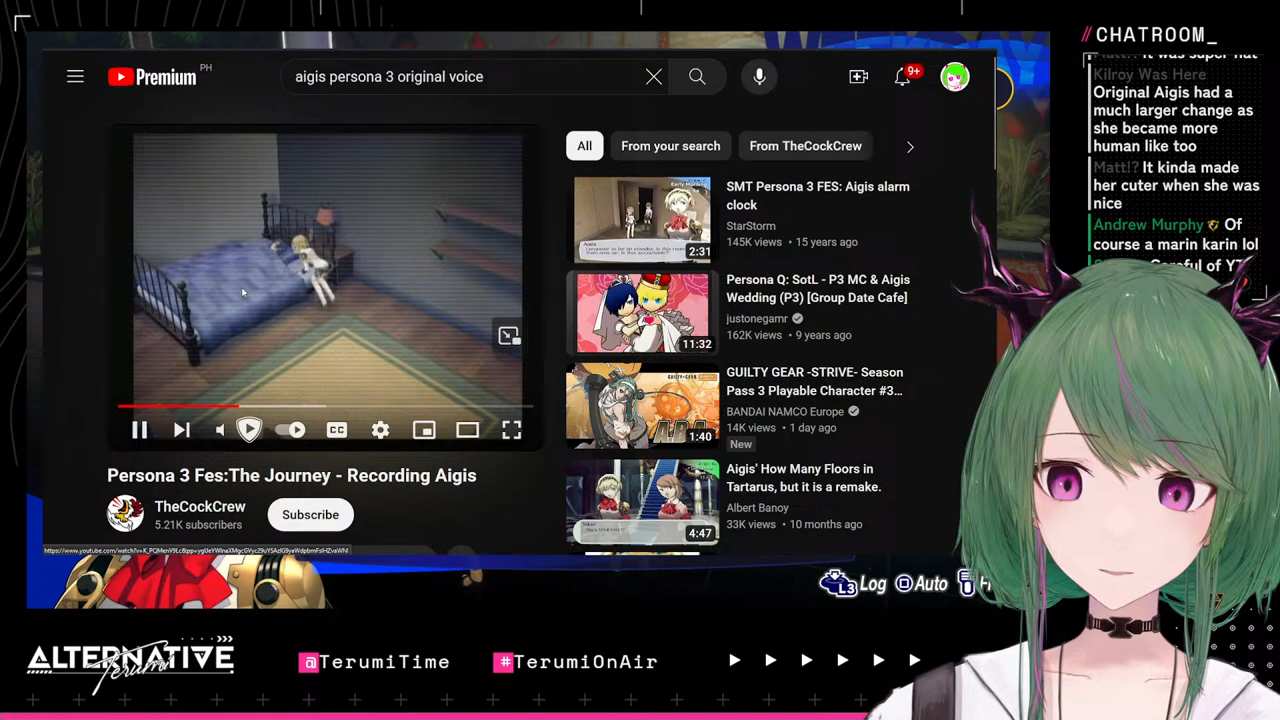 //CHATROOM_
Kilroy Was Here
Original Aigis had a
much larger change as
she became more
human like too
Matt!? It kinda made
her cuter when she was
nice
Andrew Murphy Of
course a marin karin lol
Premium PH
aigis persona 3 original voice
9+
All
From your search
From TheCockCrew
Early Morning
2:31
SMT Persona 3 FES: Aigis alarm
clock
StarStorm
145K views • 15 years ago
11:32
Persona Q: SotL - P3 MC & Aigis
Wedding (P3) [Group Date Cafe]
justonegamr
162K views • 9 years ago
1:40
GUILTY GEAR -STRIVE- Season
Pass 3 Playable Character #3...
BANDAI NAMCO Europe
14K views • 1 day ago
New
4:47
Aigis' How Many Floors in
Tartarus, but it is a remake.
Albert Banoy
33K views • 10 months ago
CC
Persona 3 Fes:The Journey - Recording Aigis
TheCockCrew
5.21K subscribers
Subscribe
L3 Log Auto
ALTERNATIVE
Terumi
@TerumiTime
#TerumiOnAir